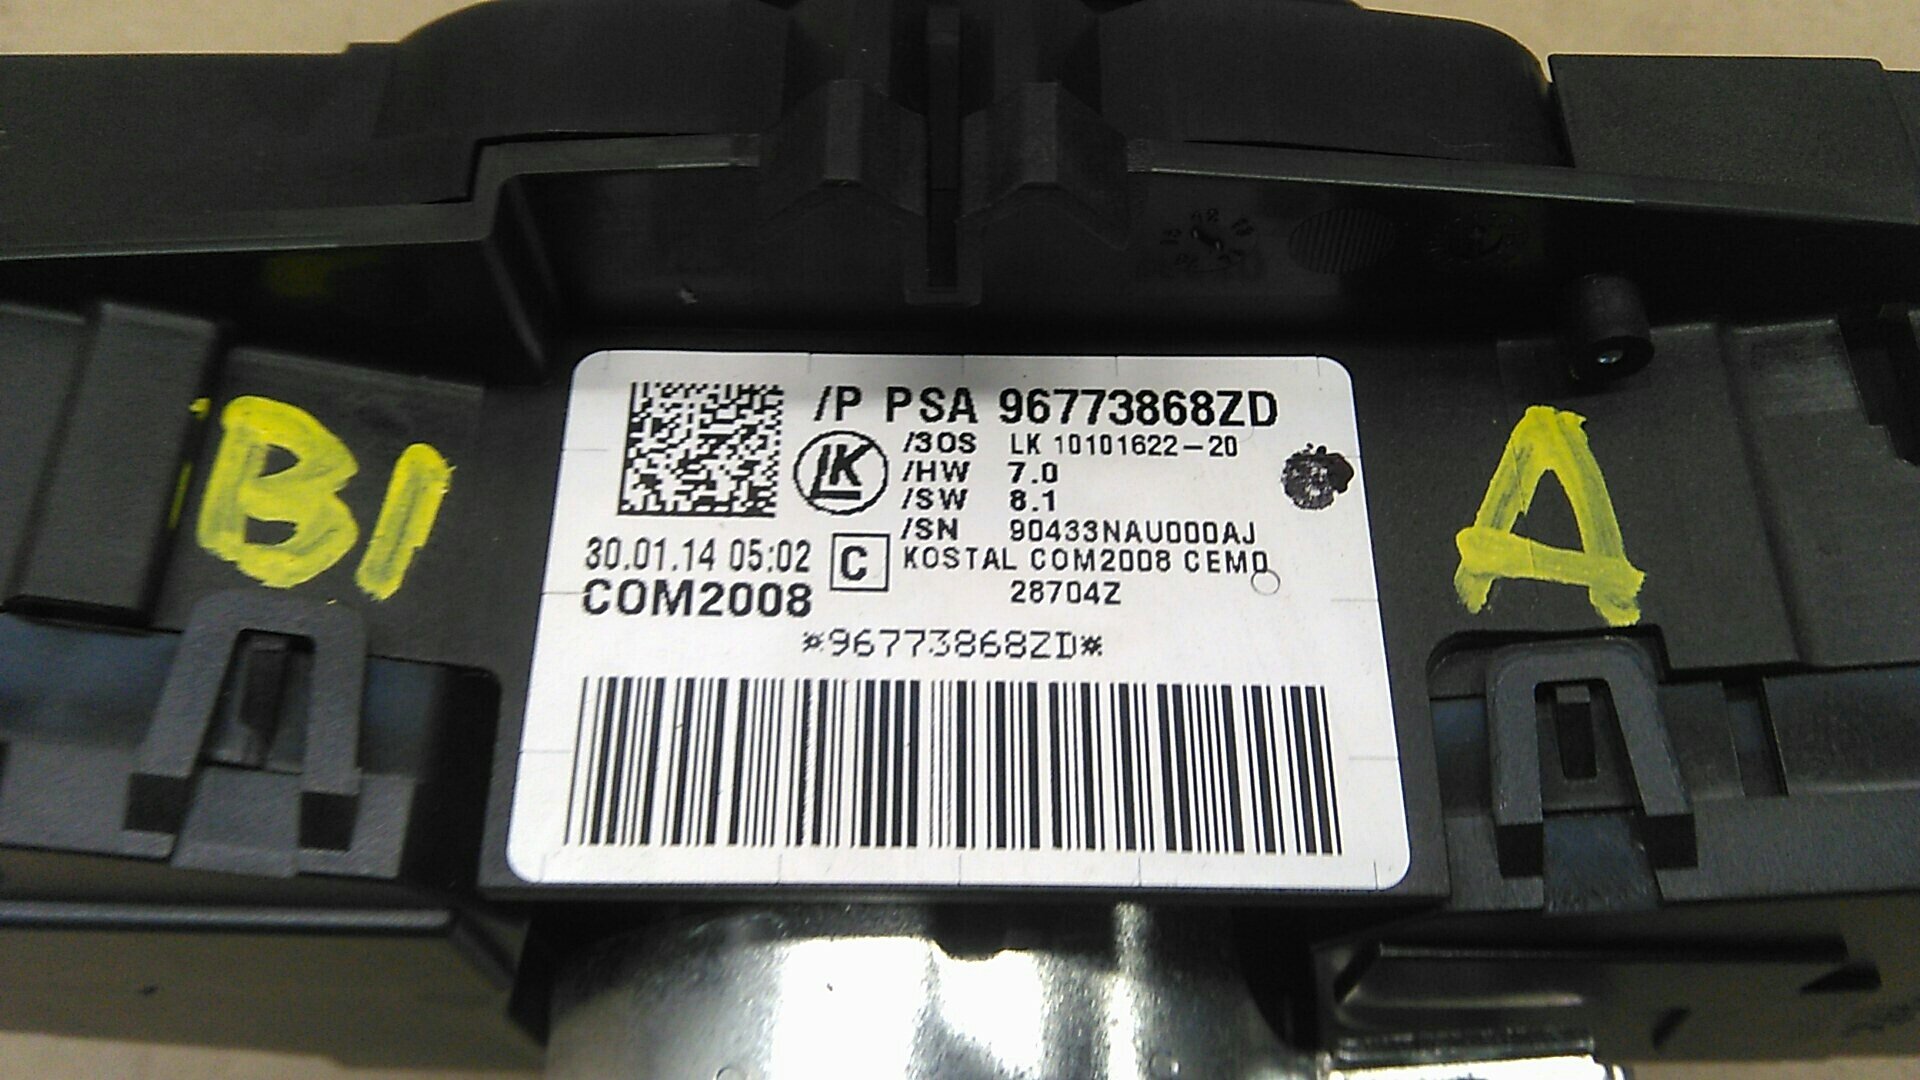 /P PSA 96773868ZD
LK
/3OS LK 10101622-20
/HW 7.0
/SW 8.1
/SN 90433NAU000AJ
30.01.14 05:02
C
KOSTAL COM2008 CEMO
COM2008
28704Z
*96773868ZD*
B1
A